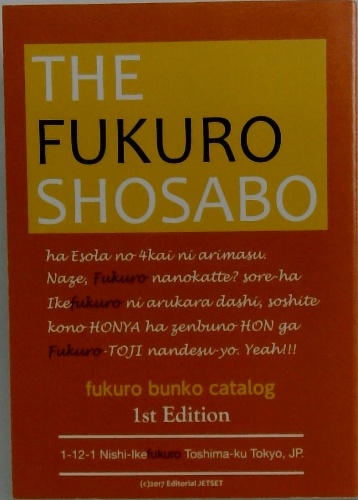 THE
FUKURO
SHOSABO
ha Esola no 4kai ni arimasu.
Naze, Fukuro nanokatte? sore-ha
Ikefukuro ni arukara dashi, soshite
kono HONYA ha zenbuno HON ga
Fukuro-TOJI nandesu-yo. Yeah!!!
fukuro bunko catalog
1st Edition
1-12-1 Nishi-Ikefukuro Toshima-ku Tokyo, JP.
(c)2017 Editorial JETSET